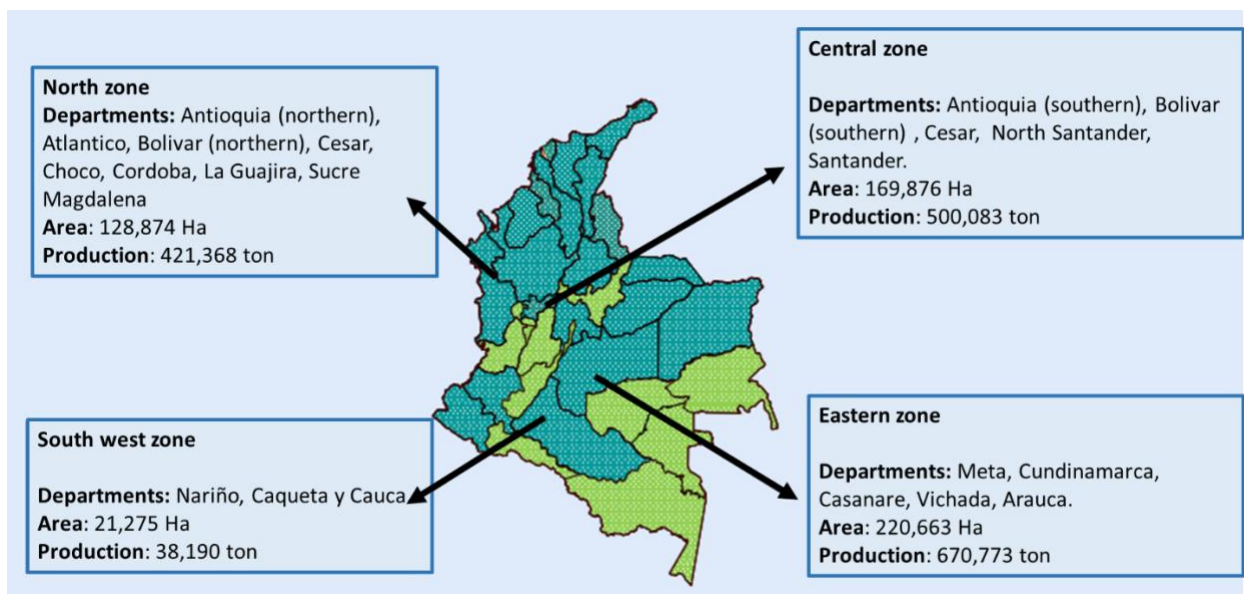 North zone
Departments: Antioquia (northern),
Atlantico, Bolivar (northern), Cesar,
Choco, Cordoba, La Guajira, Sucre
Magdalena
Area: 128,874 Ha
Production: 421,368 ton
Central zone
Departments: Antioquia (southern), Bolivar
(southern) , Cesar, North Santander,
Santander.
Area: 169,876 Ha
Production: 500,083 ton
South west zone
Departments: Nariño, Caqueta y Cauca
Area: 21,275 Ha
Production: 38,190 ton
Eastern zone
Departments: Meta, Cundinamarca,
Casanare, Vichada, Arauca.
Area: 220,663 Ha
Production: 670,773 ton